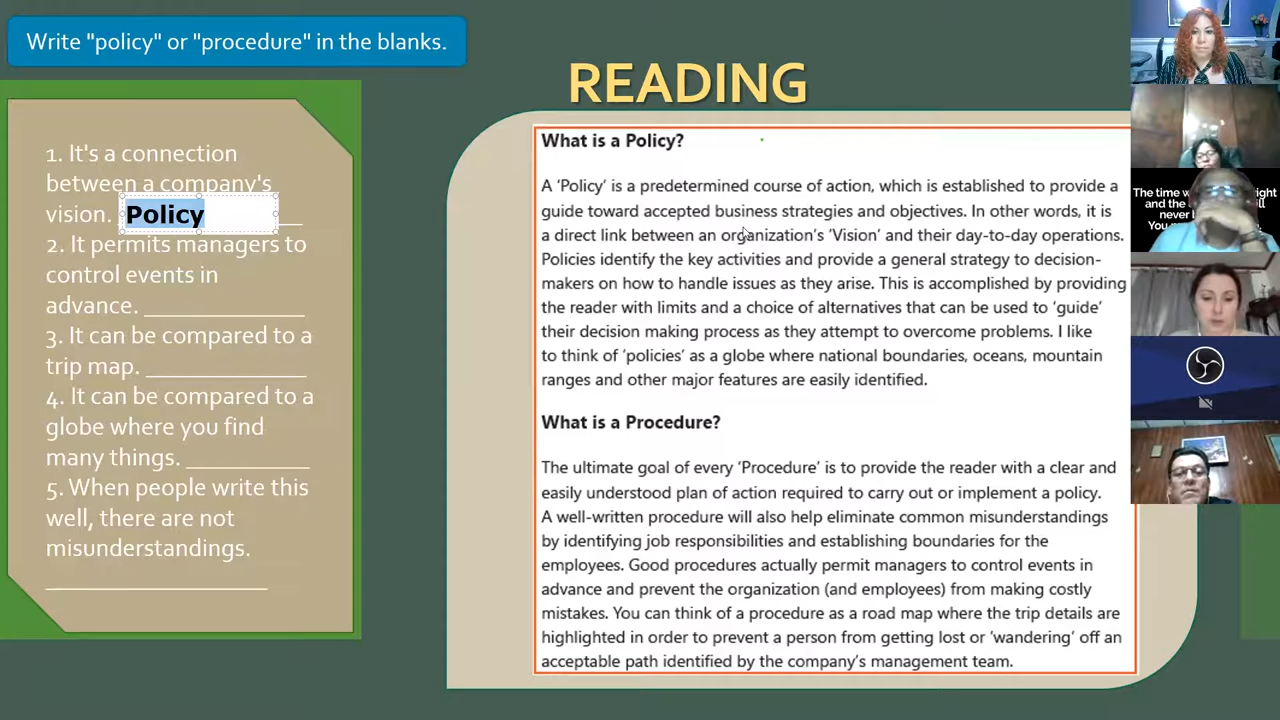 Write "policy" or "procedure" in the blanks.
READING
1. It's a connection
between a company's
vision. Policy __
2. It permits managers to
control events in
advance. ______________
3. It can be compared to a
trip map. ______________
4. It can be compared to a
globe where you find
many things. ___________
5. When people write this
well, there are not
misunderstandings.
____________________
What is a Policy?
A ‘Policy’ is a predetermined course of action, which is established to provide a
guide toward accepted business strategies and objectives. In other words, it is
a direct link between an organization’s ‘Vision’ and their day-to-day operations.
Policies identify the key activities and provide a general strategy to decision-
makers on how to handle issues as they arise. This is accomplished by providing
the reader with limits and a choice of alternatives that can be used to ‘guide’
their decision making process as they attempt to overcome problems. I like
to think of ‘policies’ as a globe where national boundaries, oceans, mountain
ranges and other major features are easily identified.
What is a Procedure?
The ultimate goal of every ‘Procedure’ is to provide the reader with a clear and
easily understood plan of action required to carry out or implement a policy.
A well-written procedure will also help eliminate common misunderstandings
by identifying job responsibilities and establishing boundaries for the
employees. Good procedures actually permit managers to control events in
advance and prevent the organization (and employees) from making costly
mistakes. You can think of a procedure as a road map where the trip details are
highlighted in order to prevent a person from getting lost or ‘wandering’ off an
acceptable path identified by the company’s management team.
The time
and the
never
You